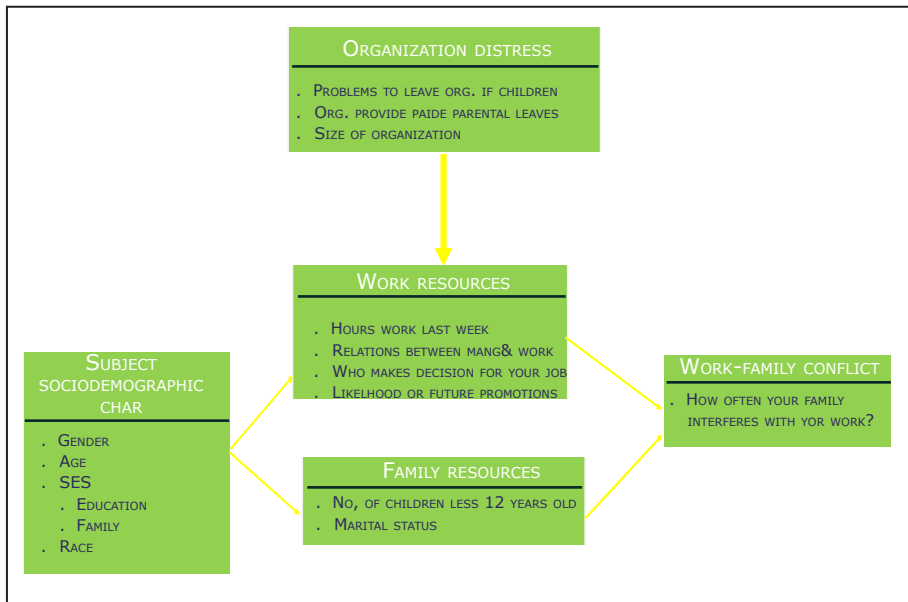 ORGANIZATION DISTRESS
. PROBLEMS TO LEAVE ORG. IF CHILDREN
. ORG. PROVIDE PAIDE PARENTAL LEAVES
. SIZE OF ORGANIZATION
WORK RESOURCES
. HOURS WORK LAST WEEK
. RELATIONS BETWEEN MANG& WORK
. WHO MAKES DECISION FOR YOUR JOB
. LIKELHOOD OR FUTURE PROMOTIONS
SUBJECT
SOCIODEMOGRAPHIC
CHAR
. GENDER
. AGE
. SES
. EDUCATION
. FAMILY
. RACE
FAMILY RESOURCES
. NO, OF CHILDREN LESS 12 YEARS OLD
. MARITAL STATUS
WORK-FAMILY CONFLICT
. HOW OFTEN YOUR FAMILY
INTERFERES WITH YOR WORK?